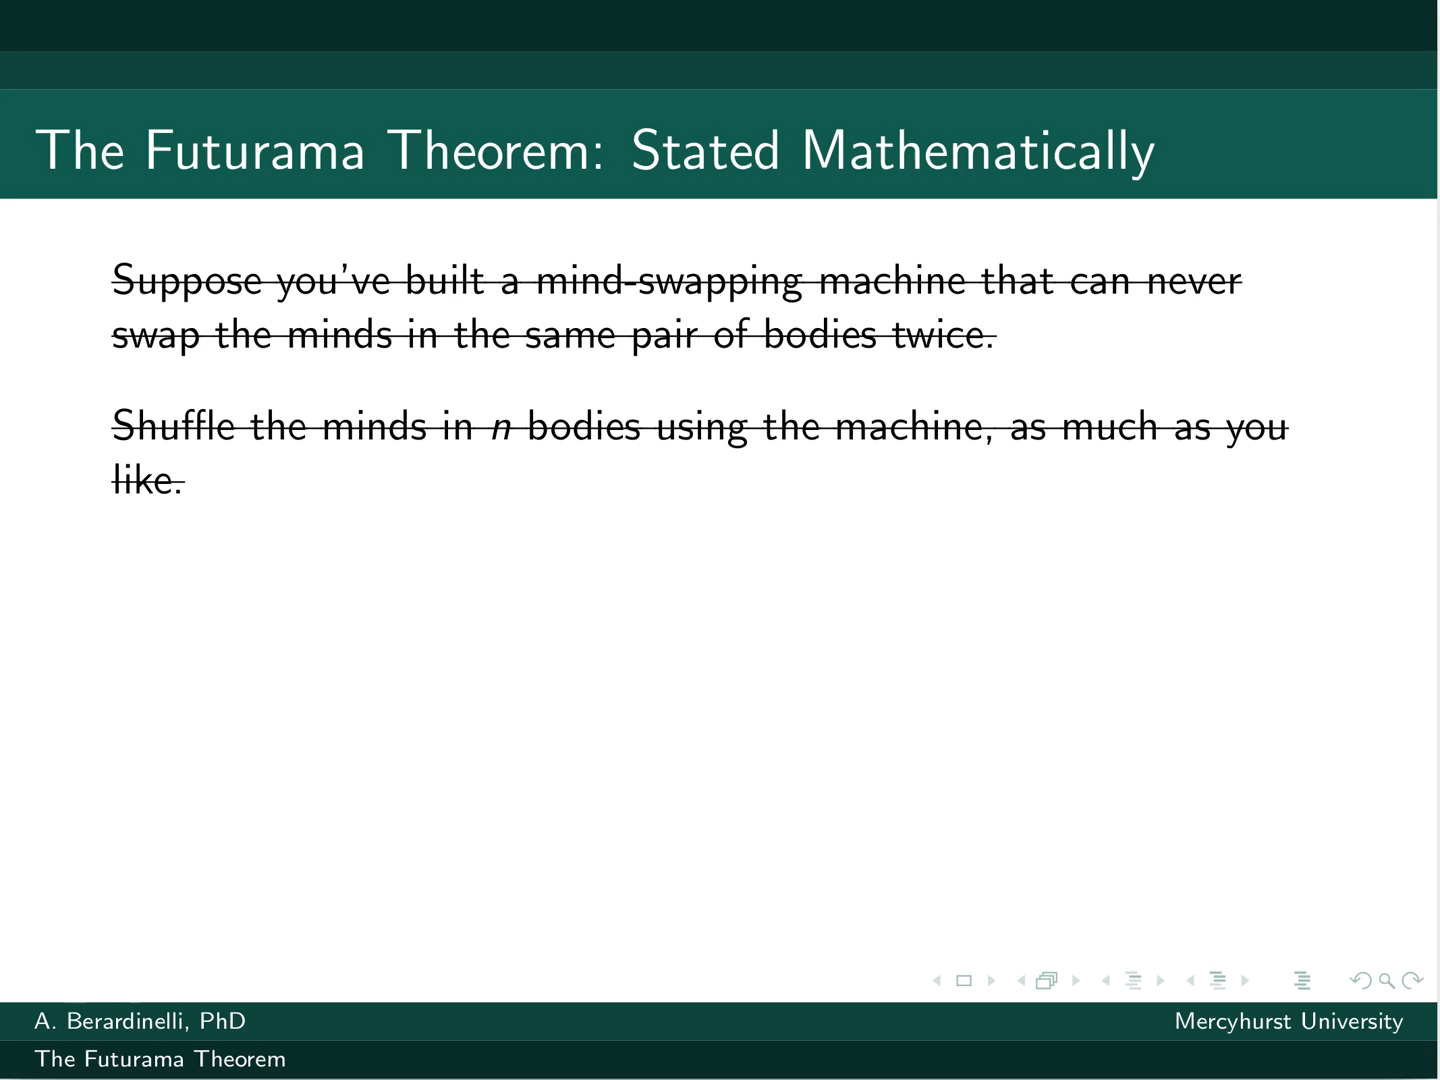 The Futurama Theorem: Stated Mathematically
Suppose you've built a mind-swapping machine that can never
swap the minds in the same pair of bodies twice.
Shuffle the minds in n bodies using the machine, as much as you
like.
A. Berardinelli, PhD
Mercyhurst University
The Futurama Theorem